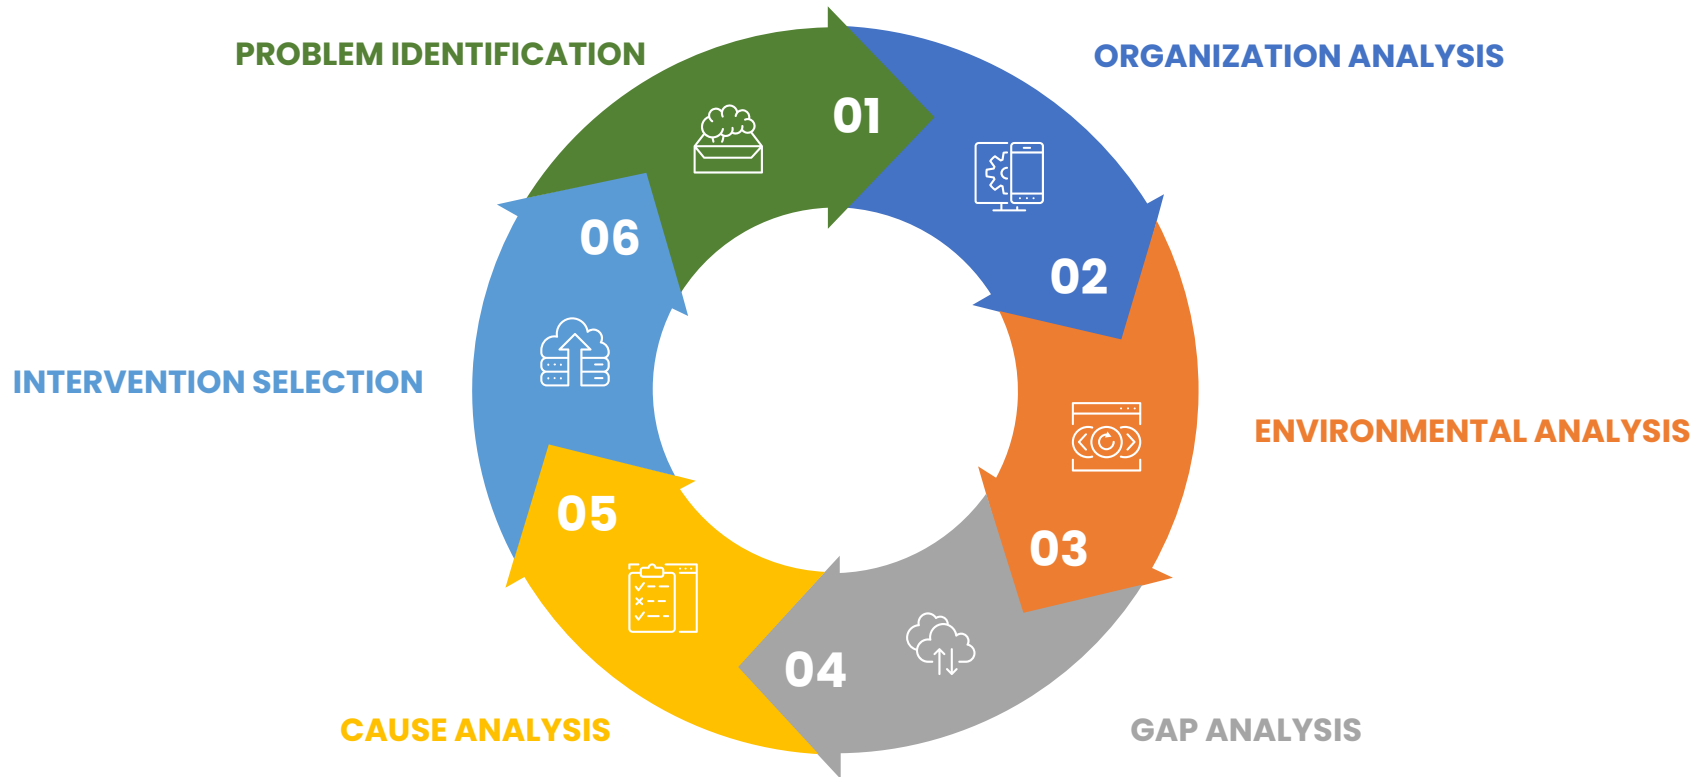 PROBLEM IDENTIFICATION
01
ORGANIZATION ANALYSIS
02
ENVIRONMENTAL ANALYSIS
03
GAP ANALYSIS
04
CAUSE ANALYSIS
05
INTERVENTION SELECTION
06